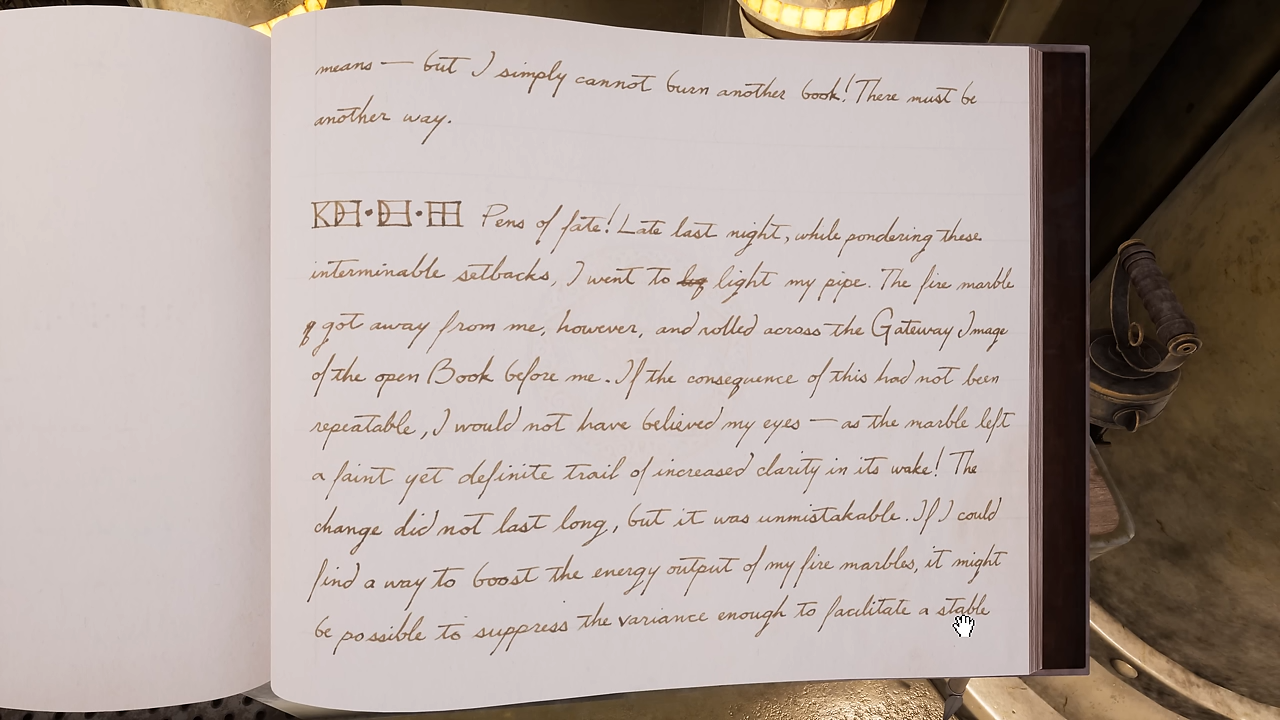 means — but I simply cannot burn another book! There must be
another way.
Pens of fate! Late last night, while pondering these
interminable setbacks, I went to light my pipe. The fire marble
got away from me, however, and rolled across the Gateway Image
of the open Book before me. If the consequence of this had not been
repeatable, I would not have believed my eyes — as the marble left
a faint yet definite trail of increased clarity in its wake! The
change did not last long, but it was unmistakable. If I could
find a way to boost the energy output of my fire marbles, it might
be possible to suppress the variance enough to facilitate a stable